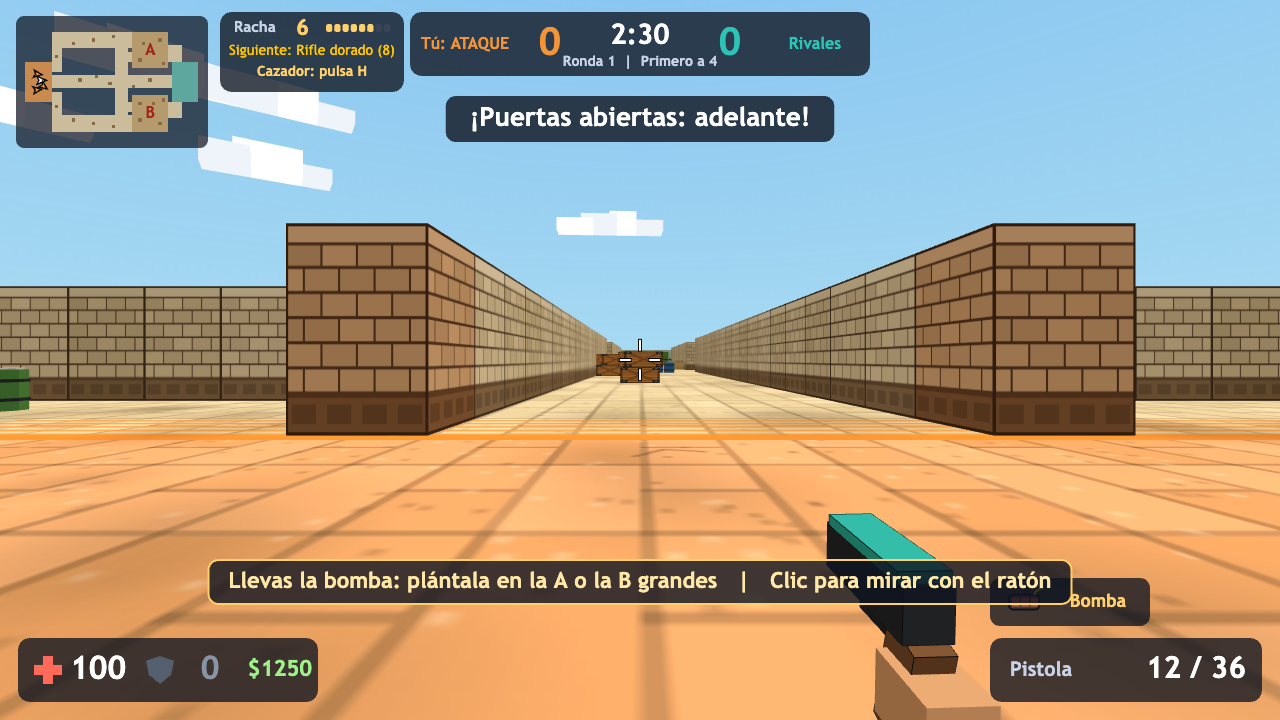 A
B
Racha 6
Siguiente: Rifle dorado (8)
Cazador: pulsa H
Tú: ATAQUE 0 2:30 0 Rivales
Ronda 1 | Primero a 4
¡Puertas abiertas: adelante!
Llevas la bomba: plántala en la A o la B grandes | Clic para mirar con el ratón
Bomba
100 0 $1250
Pistola 12 / 36